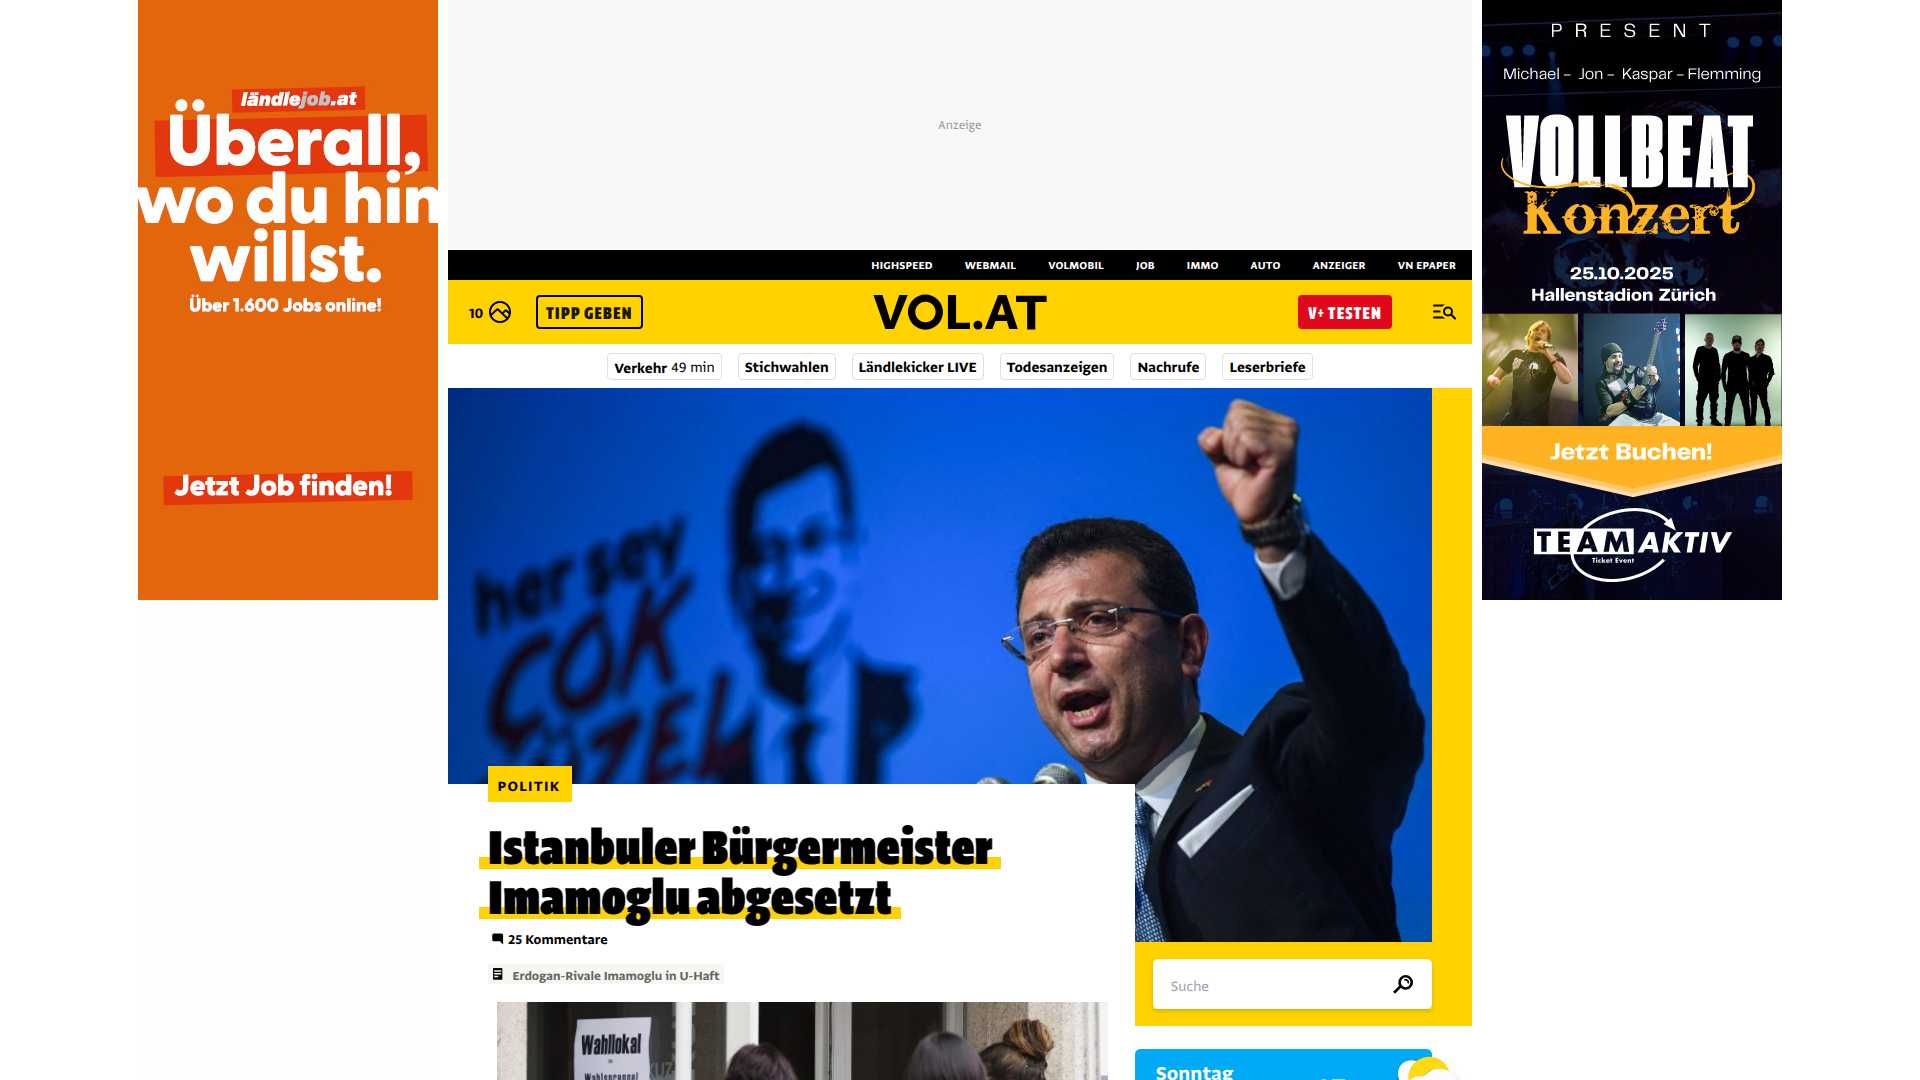 ländlejob.at
Überall,
wo du hin
willst.
Über 1.600 Jobs online!
Jetzt Job finden!
Anzeige
HIGHSPEED WEBMAIL VOLMOBIL JOB IMMO AUTO ANZEIGER VN EPAPER
10 TIPP GEBEN VOL.AT V+ TESTEN
Verkehr 49 min Stichwahlen Ländlekicker LIVE Todesanzeigen Nachrufe Leserbriefe
her sey
ÇOK
POLITIK
Istanbuler Bürgermeister
Imamoglu abgesetzt
25 Kommentare
Erdogan-Rivale Imamoglu in U-Haft
Wahllokal
Wahlsprengel
Suche
Sonntag
PRESENT
Michael – Jon – Kaspar – Flemming
VOLLBEAT
Konzert
25.10.2025
Hallenstadion Zürich
Jetzt Buchen!
TEAM AKTIV
Ticket Event